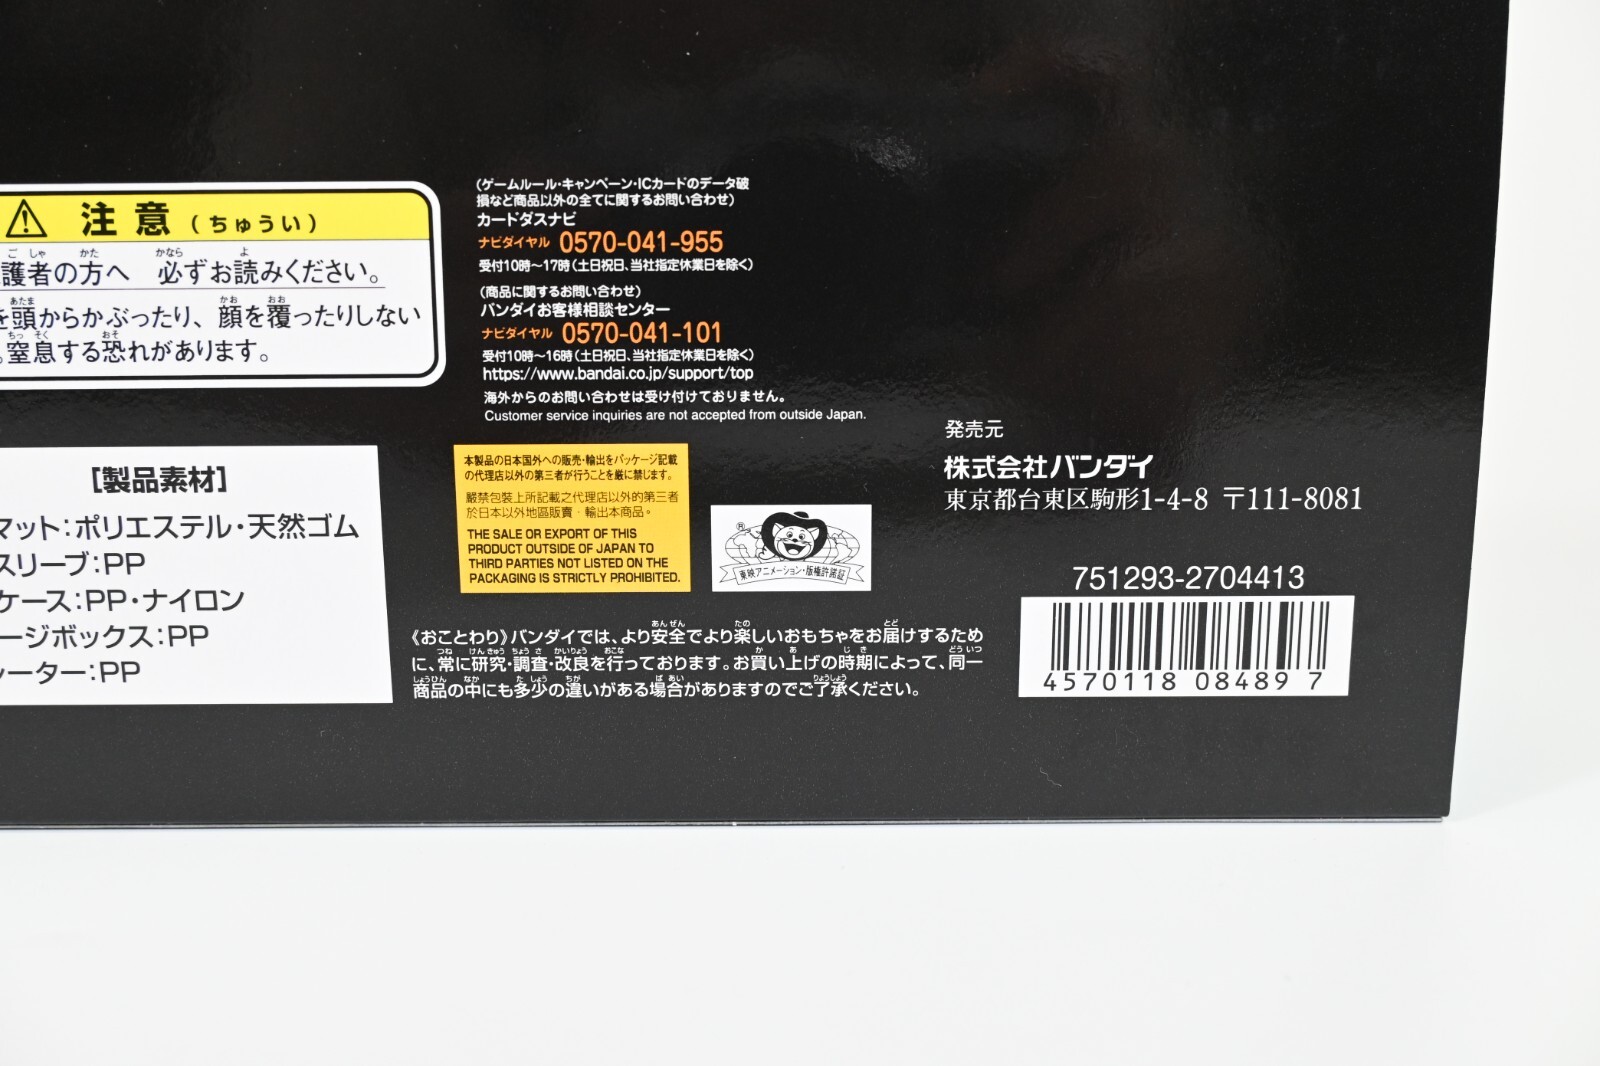 注意(ちゅうい)
護者の方へ 必ずお読みください。
を頭からかぶったり、顔を覆ったりしない
窒息する恐れがあります。
[製品素材]
マット:ポリエステル・天然ゴム
スリーブ:PP
ケース:PP・ナイロン
ージボックス:PP
レーター:PP
(ゲームルール・キャンペーン・ICカードのデータ破
損など商品以外の全てに関するお問い合わせ)
カードダスナビ
ナビダイヤル 0570-041-955
受付10時〜17時(土日祝日、当社指定休業日を除く)
(商品に関するお問い合わせ)
バンダイお客様相談センター
ナビダイヤル 0570-041-101
受付10時〜16時(土日祝日、当社指定休業日を除く)
https://www.bandai.co.jp/support/top
海外からのお問い合わせは受け付けておりません。
Customer service inquiries are not accepted from outside Japan.
本製品の日本国外への販売・輸出をパッケージ記載
の代理店以外の第三者が行うことを厳に禁じます。
嚴禁包裝上所記載之代理店以外的第三者
於日本以外地區販賣・輸出本商品。
THE SALE OR EXPORT OF THIS
PRODUCT OUTSIDE OF JAPAN TO
THIRD PARTIES NOT LISTED ON THE
PACKAGING IS STRICTLY PROHIBITED.
®
東映アニメーション・版権許諾証
《おことわり》バンダイでは、より安全でより楽しいおもちゃをお届けするため
に、常に研究・調査・改良を行っております。お買い上げの時期によって、同一
商品の中にも多少の違いがある場合がありますのでご了承ください。
発売元
株式会社バンダイ
東京都台東区駒形1-4-8 〒111-8081
751293-2704413
4570118 08489 7